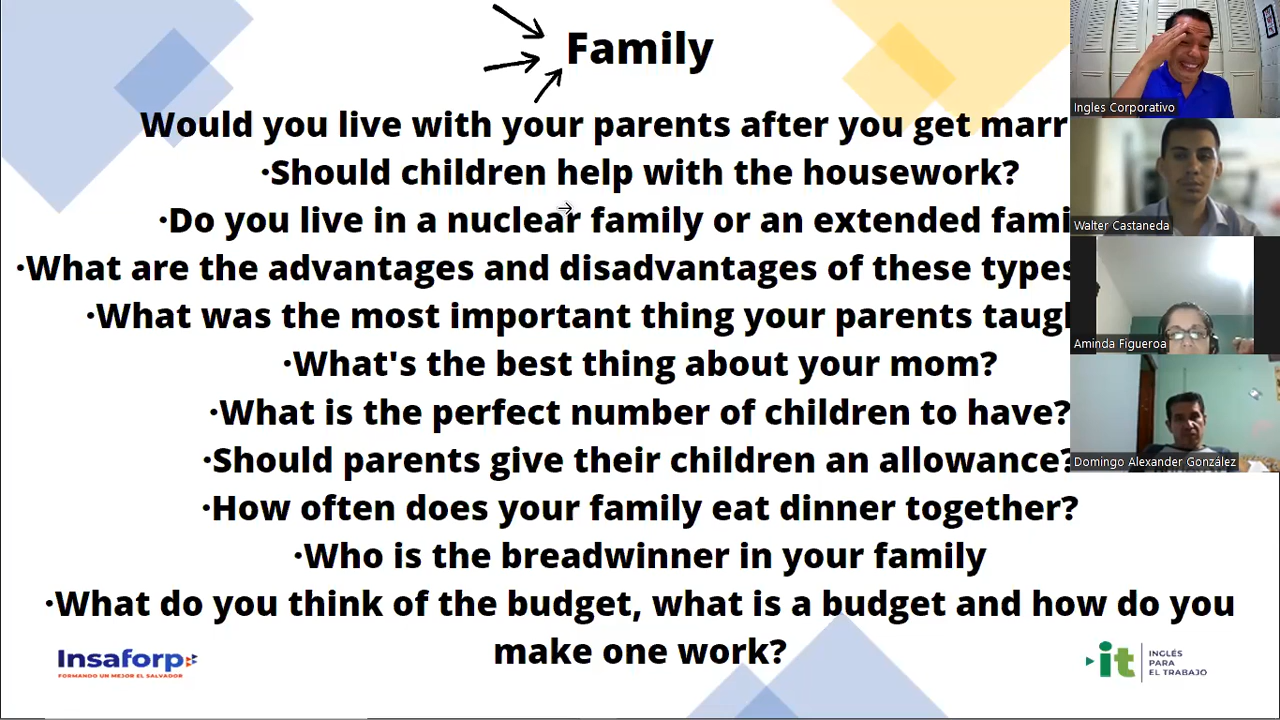 Family
Would you live with your parents after you get marr
·Should children help with the housework?
·Do you live in a nuclear family or an extended fami
·What are the advantages and disadvantages of these types
·What was the most important thing your parents taug
·What's the best thing about your mom?
·What is the perfect number of children to have?
·Should parents give their children an allowance?
·How often does your family eat dinner together?
·Who is the breadwinner in your family
·What do you think of the budget, what is a budget and how do you
make one work?
Insaforp
FORMANDO UN MEJOR EL SALVADOR
it
INGLÉS
PARA
EL TRABAJO
Ingles Corporativo
Walter Castaneda
Aminda Figueroa
Domingo Alexander González